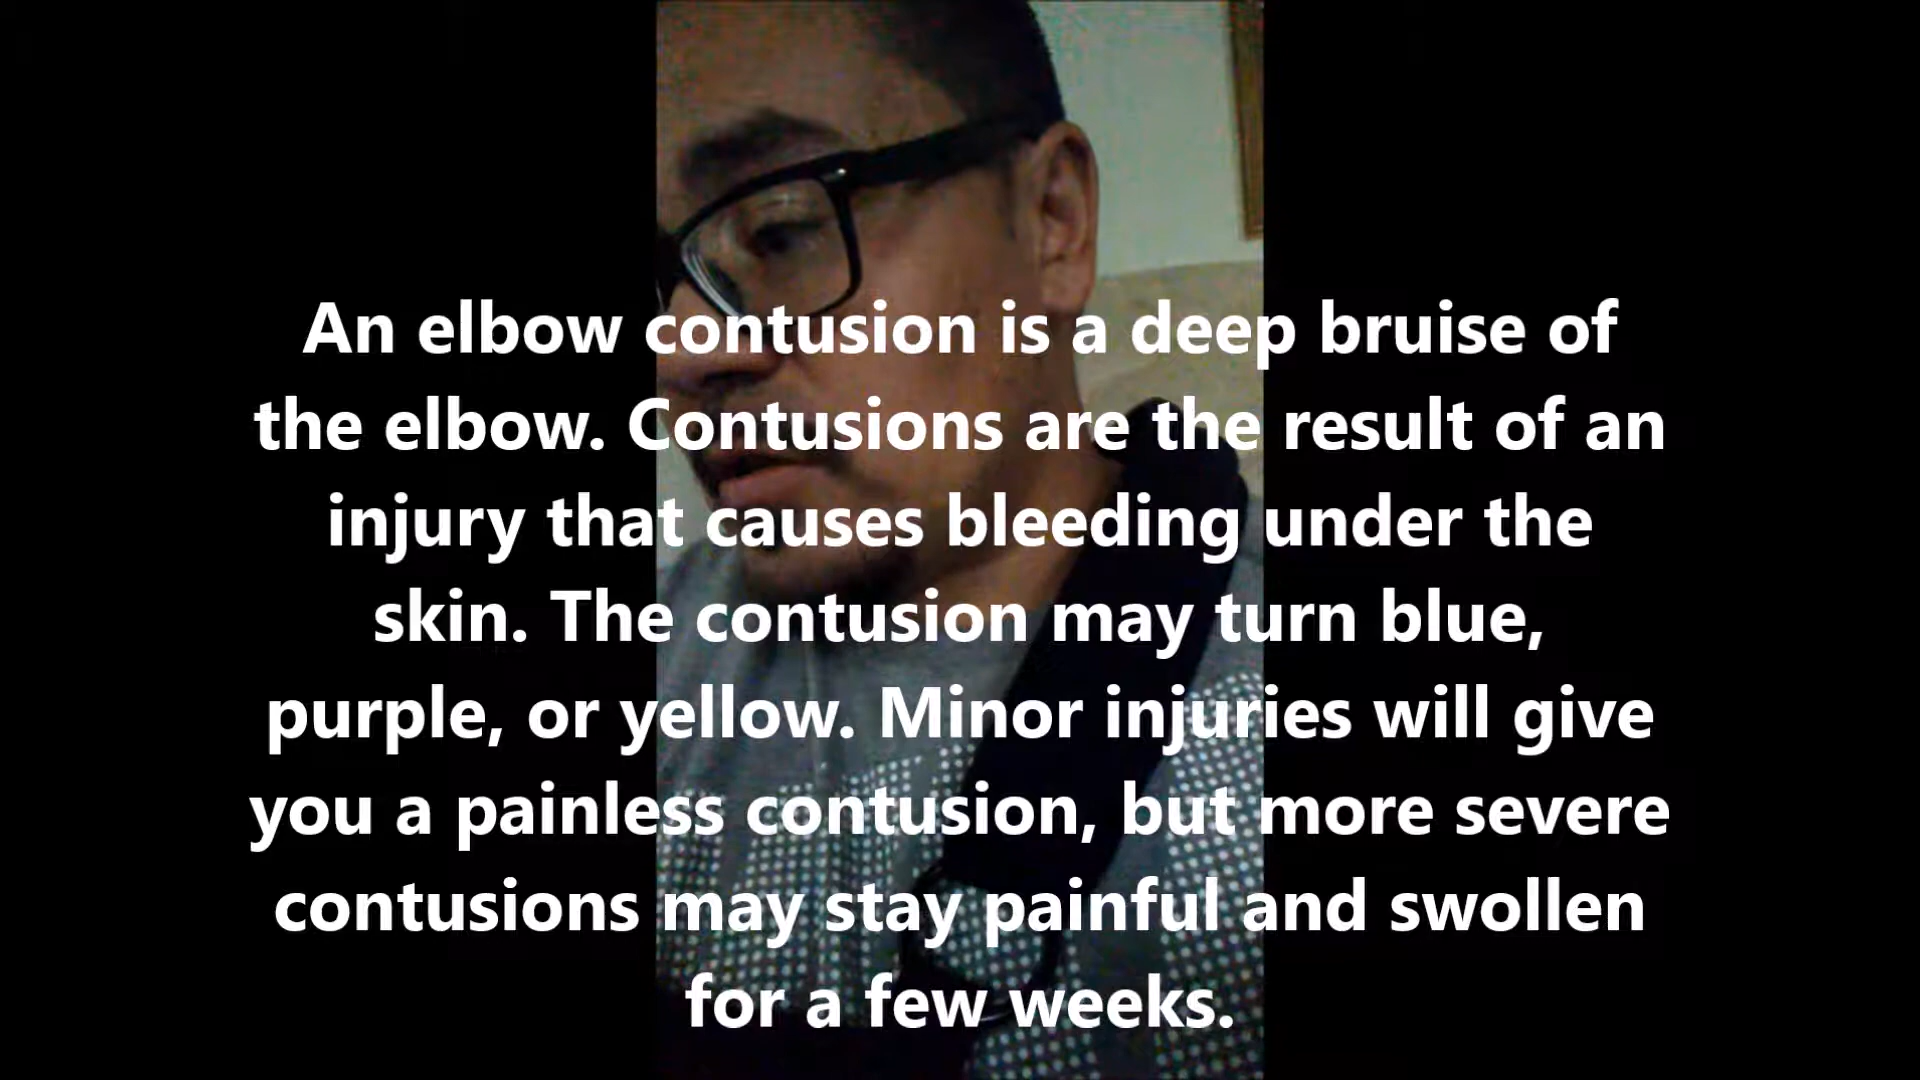 An elbow contusion is a deep bruise of
the elbow. Contusions are the result of an
injury that causes bleeding under the
skin. The contusion may turn blue,
purple, or yellow. Minor injuries will give
you a painless contusion, but more severe
contusions may stay painful and swollen
for a few weeks.